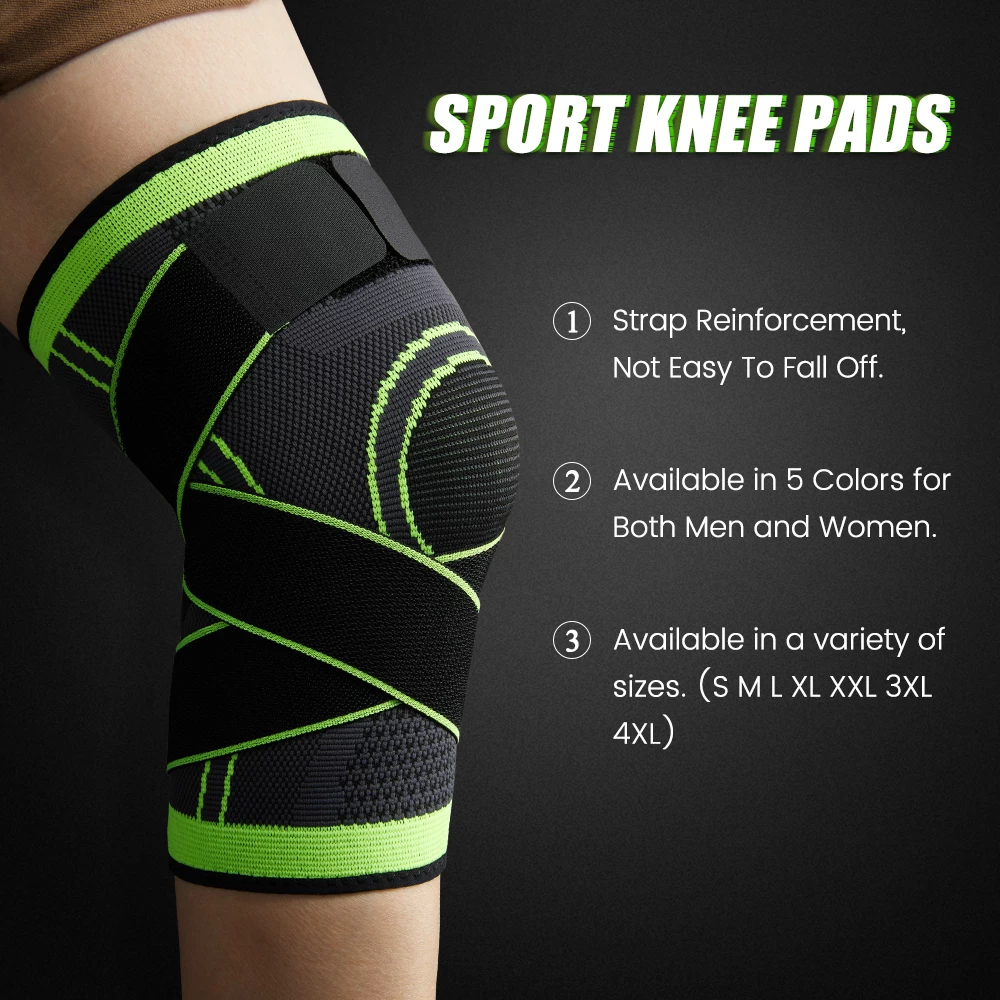 SPORT KNEE PADS
1 Strap Reinforcement,
Not Easy To Fall Off.
2 Available in 5 Colors for
Both Men and Women.
3 Available in a variety of
sizes. (S M L XL XXL 3XL
4XL)